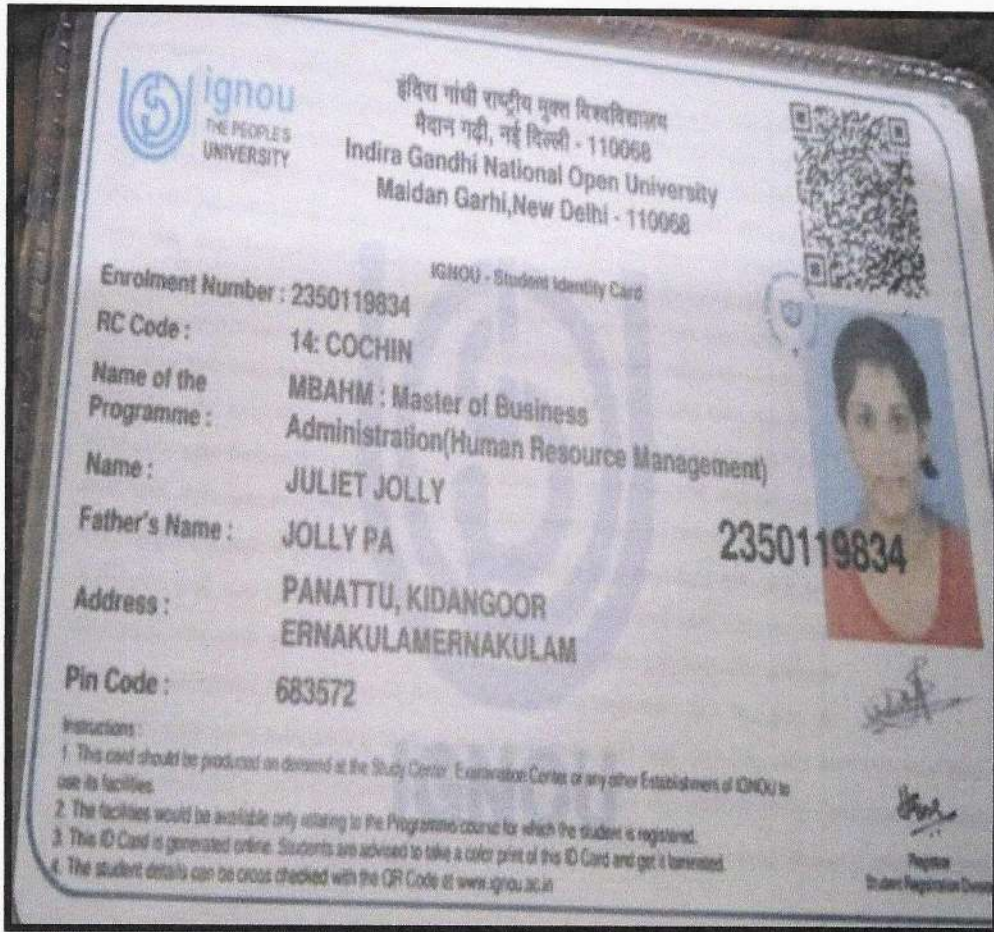 ignou
THE PEOPLE'S
UNIVERSITY
इंदिरा गांधी राष्ट्रीय मुक्त विश्वविद्यालय
मैदान गढ़ी, नई दिल्ली - 110068
Indira Gandhi National Open University
Maidan Garhi,New Delhi - 110068
IGNOU - Student Identity Card
Enrolment Number : 2350119834
RC Code : 14: COCHIN
Name of the MBAHM : Master of Business
Programme : Administration(Human Resource Management)
Name : JULIET JOLLY
Father's Name : JOLLY PA
2350119834
Address : PANATTU, KIDANGOOR
ERNAKULAMERNAKULAM
Pin Code : 683572
IGNOU
Instructions :
1. This card should be produced on demand at the Study Center, Examination Center or any other Establishment of IGNOU to
use its facilities.
2. The facilities would be available only relating to the Programme/course for which the student is registered.
3. This ID Card is generated online. Students are advised to take a color print of this ID Card and get it laminated.
4. The student details can be cross checked with the QR Code at www.ignou.ac.in
Registrar
Student Registration Division